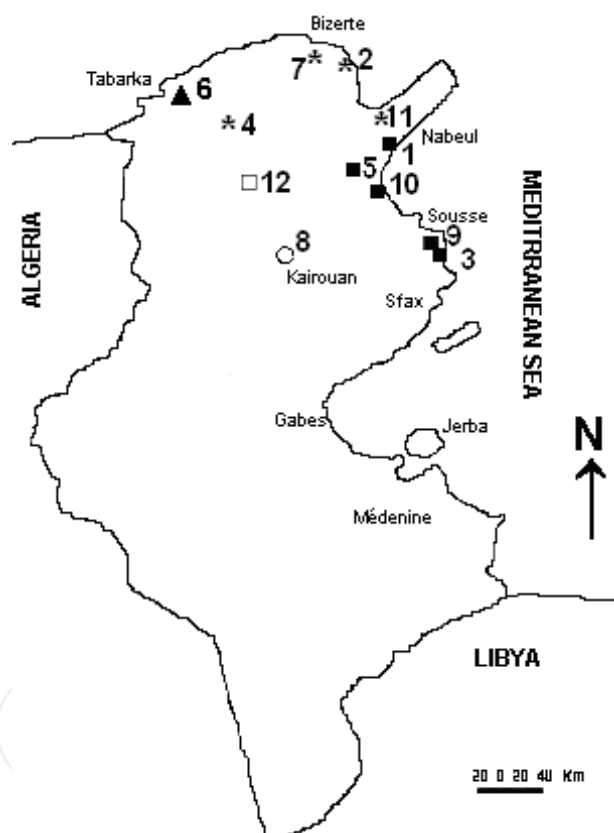 Bizerte
7 * * 2
Tabarka
6
* 4
* 11
1
Nabeul
5
12
10
Sousse
9
8
3
Kairouan
Sfax
ALGERIA
MEDITRRANEAN SEA
Gabes
Jerba
N
Médenine
LIBYA
20 0 20 40 Km